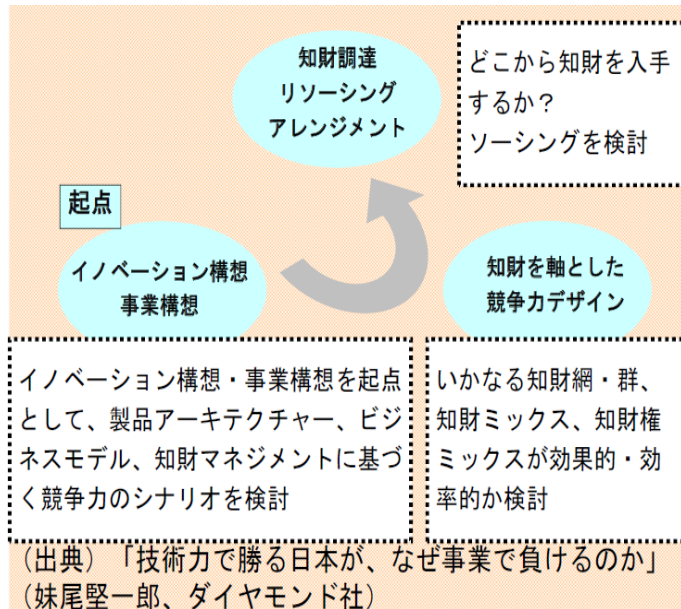 知財調達
リソーシング
アレンジメント
どこから知財を入手
するか？
ソーシングを検討
起点
イノベーション構想
事業構想
知財を軸とした
競争力デザイン
イノベーション構想・事業構想を起点
として、製品アーキテクチャー、ビジ
ネスモデル、知財マネジメントに基づ
く競争力のシナリオを検討
いかなる知財網・群、
知財ミックス、知財権
ミックスが効果的・効
率的か検討
（出典）「技術力で勝る日本が、なぜ事業で負けるのか」
（妹尾堅一郎、ダイヤモンド社）